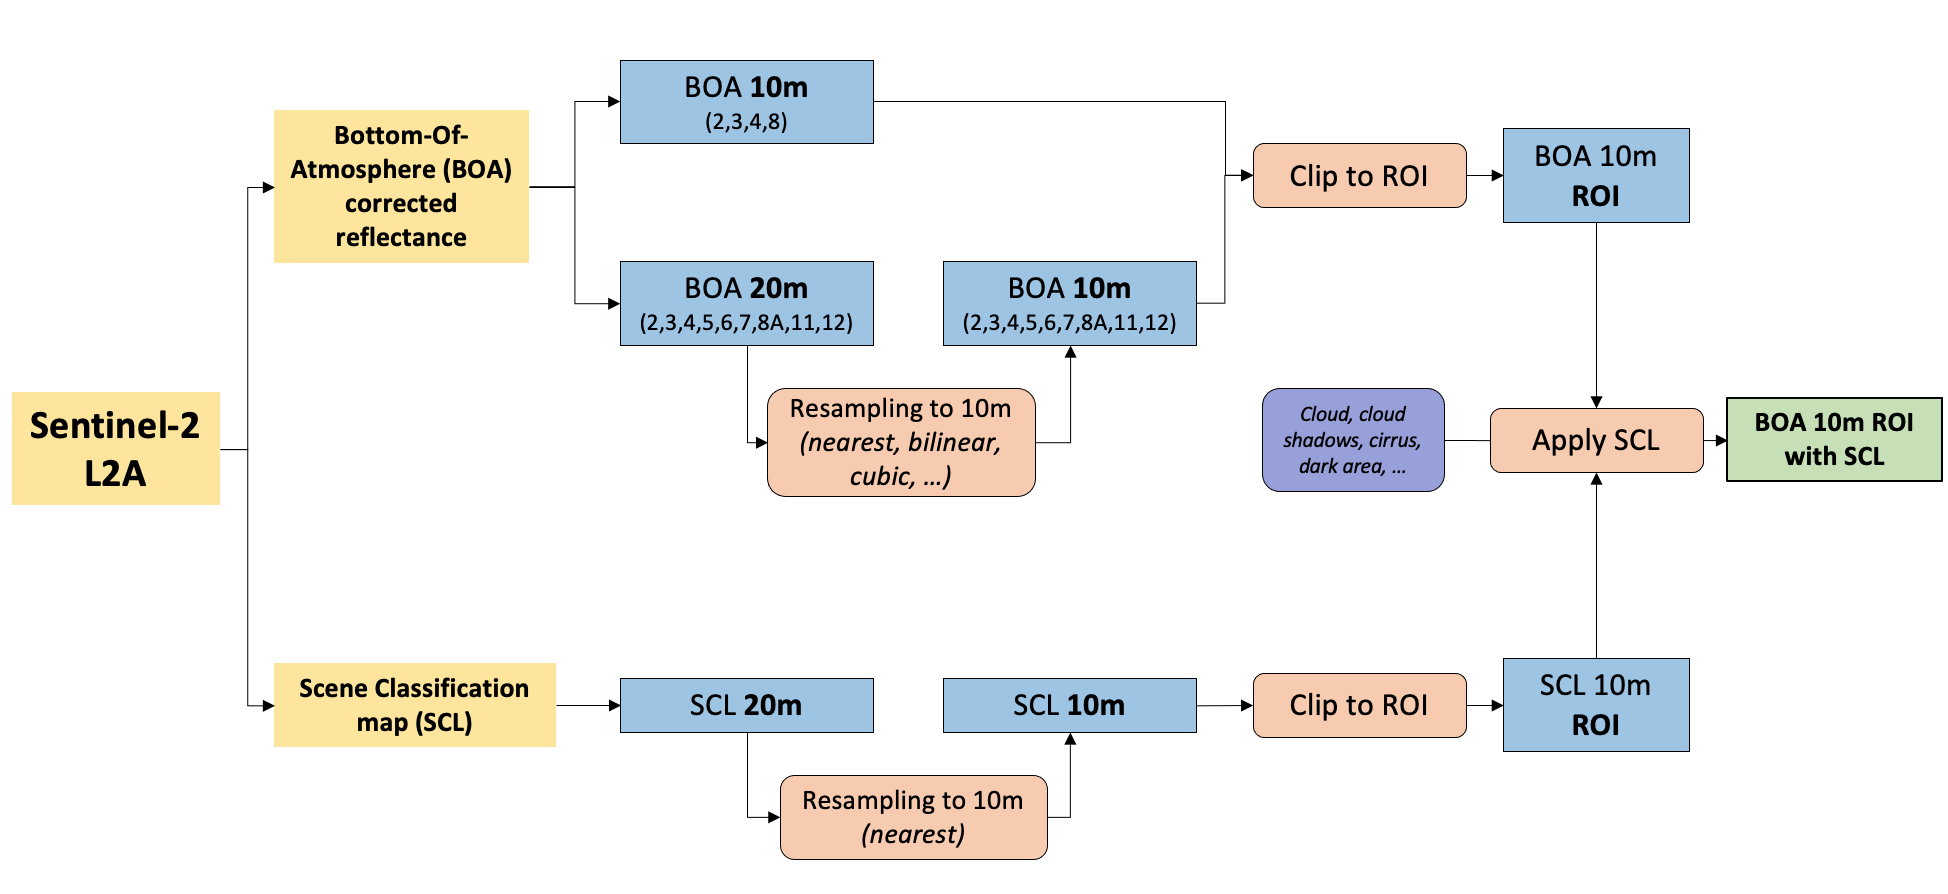 Sentinel-2
L2A
Bottom-Of-
Atmosphere (BOA)
corrected
reflectance
BOA 10m
(2,3,4,8)
BOA 20m
(2,3,4,5,6,7,8A,11,12)
Resampling to 10m
(nearest, bilinear,
cubic, ...)
BOA 10m
(2,3,4,5,6,7,8A,11,12)
Clip to ROI
BOA 10m
ROI
Cloud, cloud
shadows, cirrus,
dark area, ...
Apply SCL
BOA 10m ROI
with SCL
Scene Classification
map (SCL)
SCL 20m
Resampling to 10m
(nearest)
SCL 10m
Clip to ROI
SCL 10m
ROI